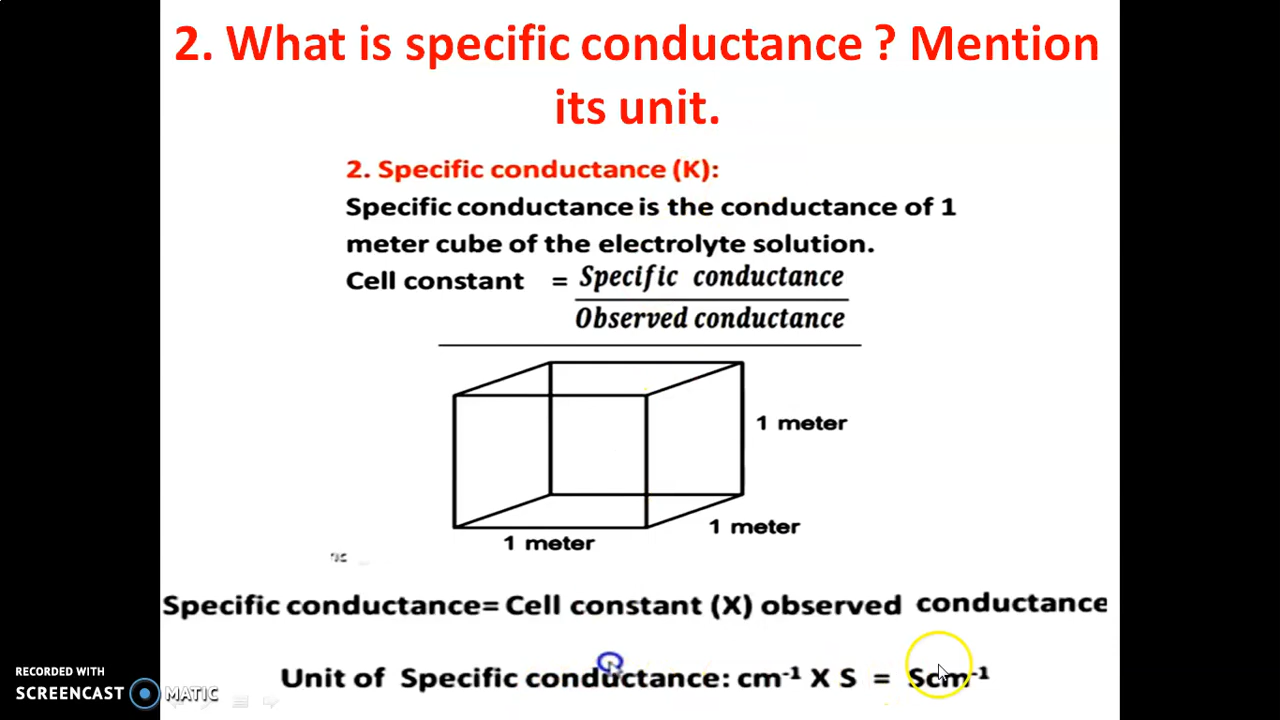 2. What is specific conductance ? Mention
its unit.
2. Specific conductance (K):
Specific conductance is the conductance of 1
meter cube of the electrolyte solution.
Cell constant = Specific conductance
Observed conductance
1 meter
1 meter
1 meter
Specific conductance= Cell constant (X) observed conductance
Unit of Specific conductance: cm⁻¹ X S = Scm⁻¹
RECORDED WITH
SCREENCAST MATIC